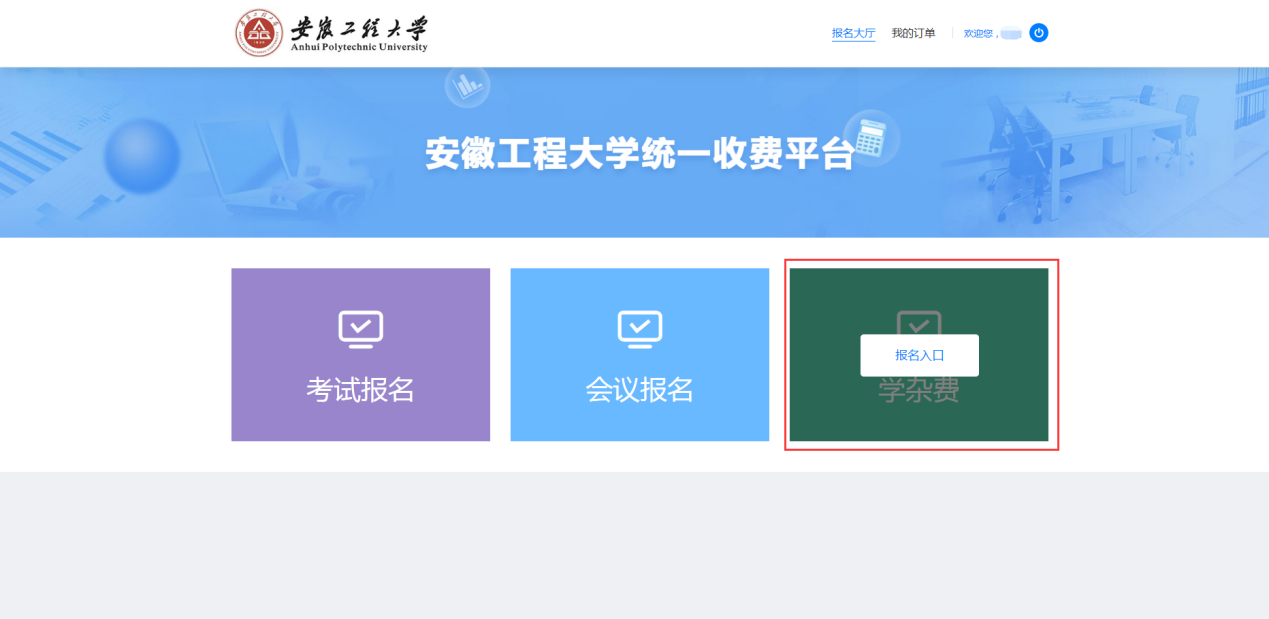 安徽工程大学
Anhui Polytechnic University
报名大厅 我的订单 欢迎您，
安徽工程大学统一收费平台
考试报名
会议报名
报名入口
学杂费